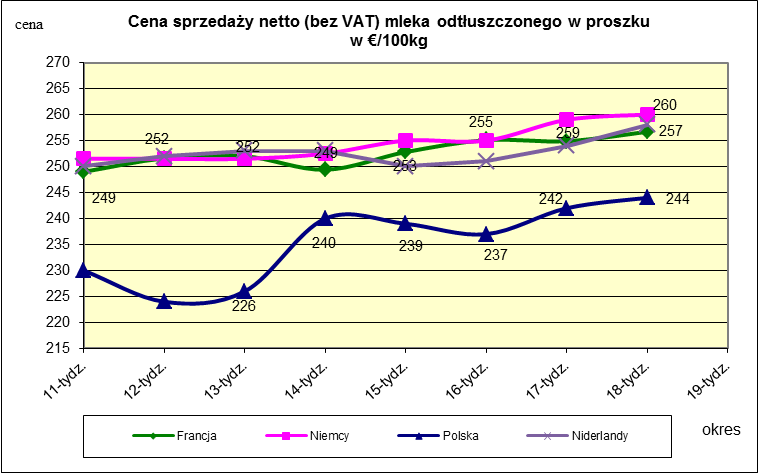 cena
Cena sprzedaży netto (bez VAT) mleka odtłuszczonego w proszku
w €/100kg
270
265
260
255
250
245
240
235
230
225
220
215
249
252
252
249
253
255
259
260
257
226
240
239
237
242
244
11-tydz.
12-tydz.
13-tydz.
14-tydz.
15-tydz.
16-tydz.
17-tydz.
18-tydz.
19-tydz.
Francja Niemcy Polska Niderlandy
okres